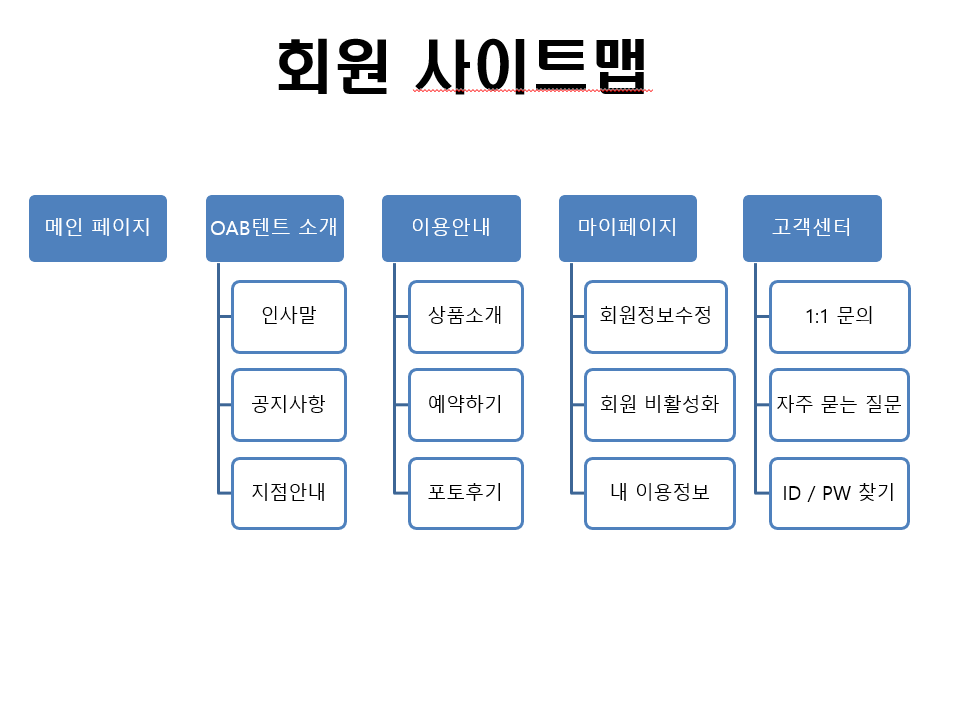 회원 사이트맵
메인 페이지
OAB텐트 소개
인사말
공지사항
지점안내
이용안내
상품소개
예약하기
포토후기
마이페이지
회원정보수정
회원 비활성화
내 이용정보
고객센터
1:1 문의
자주 묻는 질문
ID / PW 찾기